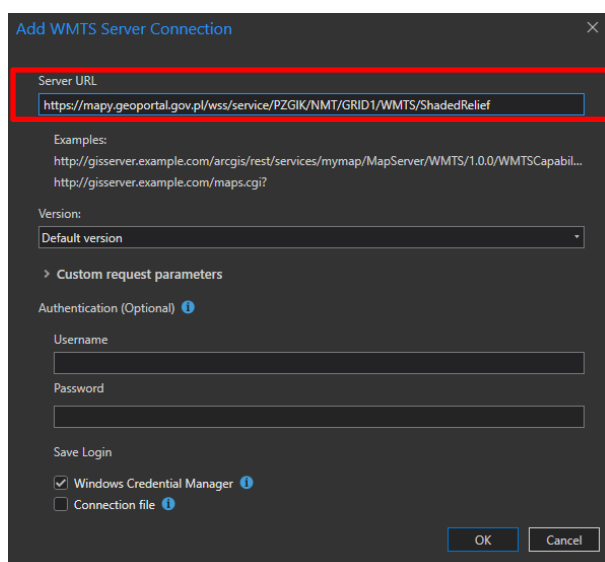 Add WMTS Server Connection
Server URL
https://mapy.geoportal.gov.pl/wss/service/PZGIK/NMT/GRID1/WMTS/ShadedRelief
Examples:
http://gisserver.example.com/arcgis/rest/services/mymap/MapServer/WMTS/1.0.0/WMTSCapabil...
http://gisserver.example.com/maps.cgi?
Version:
Default version
Custom request parameters
Authentication (Optional)
Username
Password
Save Login
Windows Credential Manager
Connection file
OK Cancel